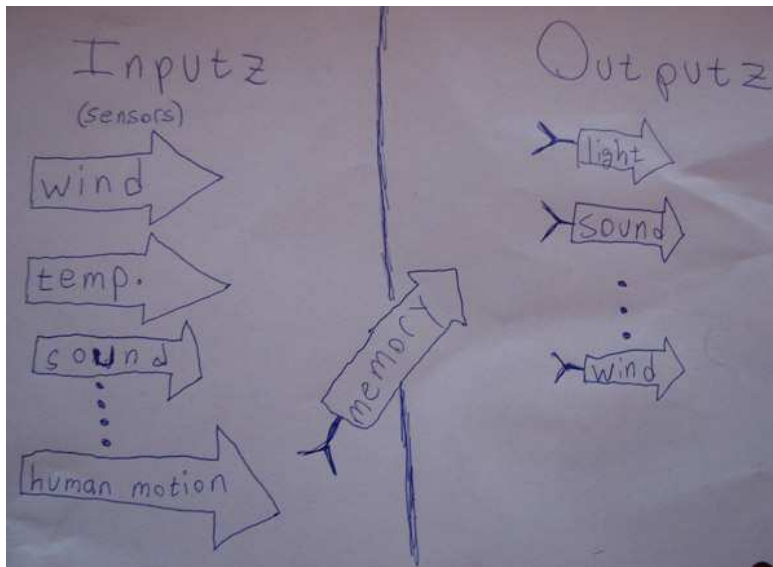 Inputz
(sensors)
wind
temp.
sound
human motion
memory
Outputz
light
sound
wind